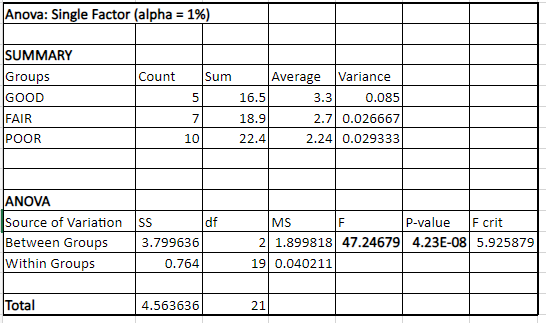 Anova: Single Factor (alpha = 1%)
SUMMARY
Groups Count Sum Average Variance
GOOD 5 16.5 3.3 0.085
FAIR 7 18.9 2.7 0.026667
POOR 10 22.4 2.24 0.029333
ANOVA
Source of Variation SS df MS F P-value F crit
Between Groups 3.799636 2 1.899818 47.24679 4.23E-08 5.925879
Within Groups 0.764 19 0.040211
Total 4.563636 21